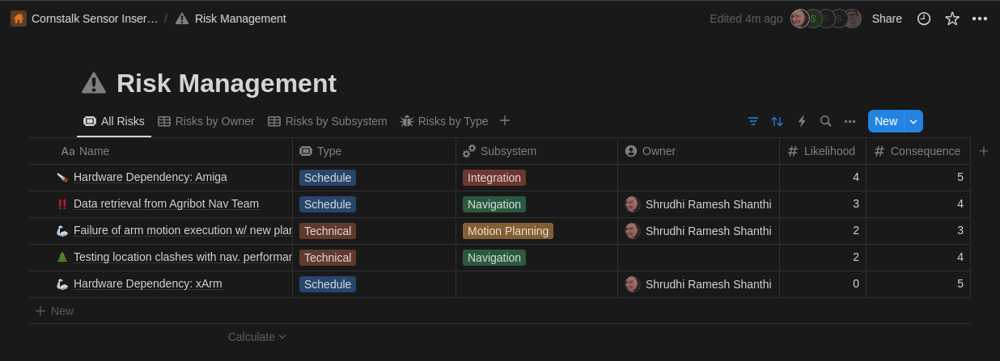 Cornstalk Sensor Inser… / Risk Management Edited 4m ago S S S Share
Risk Management
All Risks Risks by Owner Risks by Subsystem Risks by Type New
Aa Name Type Subsystem Owner # Likelihood # Consequence
Hardware Dependency: Amiga Schedule Integration 4 5
Data retrieval from Agribot Nav Team Schedule Navigation Shrudhi Ramesh Shanthi 3 4
Failure of arm motion execution w/ new plan Technical Motion Planning Shrudhi Ramesh Shanthi 2 3
Testing location clashes with nav. performan Technical Navigation 2 4
Hardware Dependency: xArm Schedule Shrudhi Ramesh Shanthi 0 5
New
Calculate